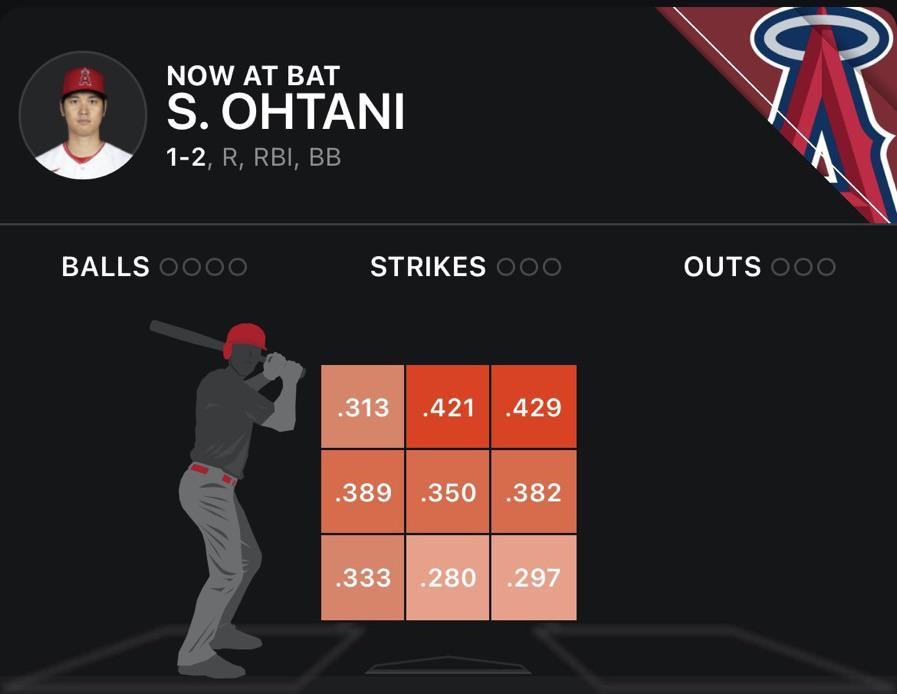 NOW AT BAT
S. OHTANI
1-2, R, RBI, BB
BALLS STRIKES OUTS
.313 .421 .429
.389 .350 .382
.333 .280 .297